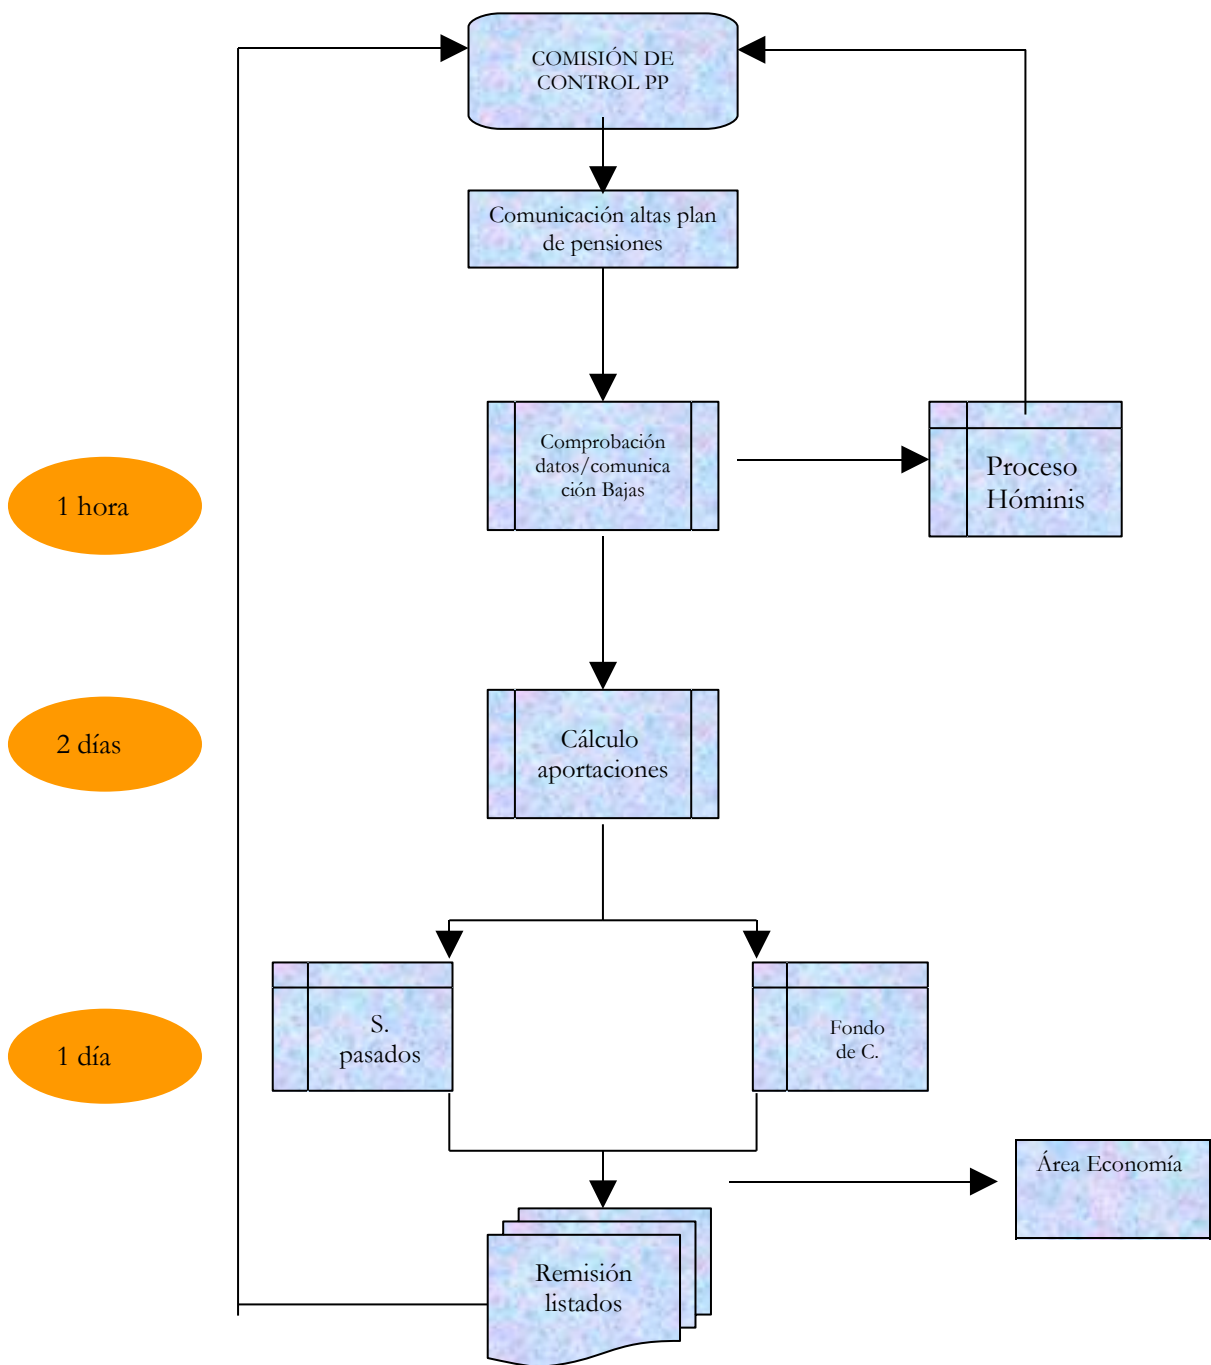 COMISIÓN DE
CONTROL PP
Comunicación altas plan
de pensiones
Comprobación
datos/comunica
ción Bajas
Proceso
Hóminis
1 hora
2 días
Cálculo
aportaciones
S.
pasados
Fondo
de C.
1 día
Área Economía
Remisión
listados